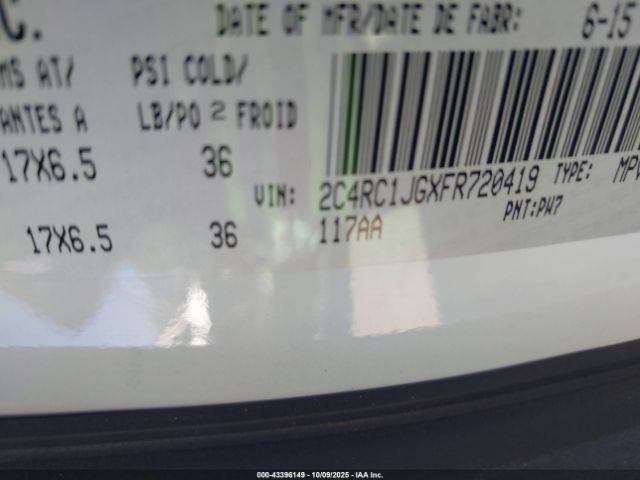 C.
DATE OF MFR/DATE DE FABR: 6-15
MS AT/ PSI COLD/
ANTES A LB/PO 2 FROID
17X6.5 36
VIN: 2C4RC1JGXFR720419 TYPE: MPV
PNT:PW7
17X6.5 36 117AA
000-43396149 - 10/09/2025 - IAA Inc.